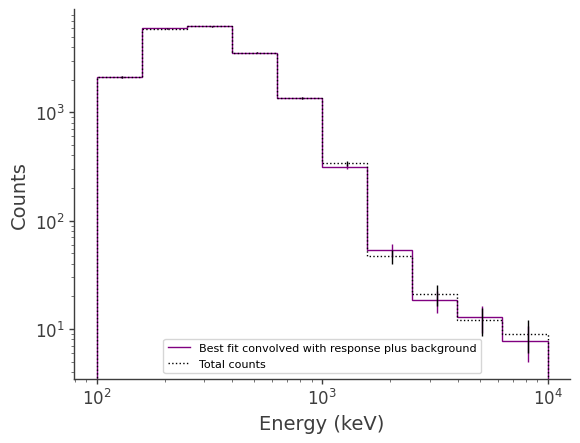 Counts
10³
10²
10¹
Best fit convolved with response plus background
Total counts
10² 10³ 10⁴
Energy (keV)